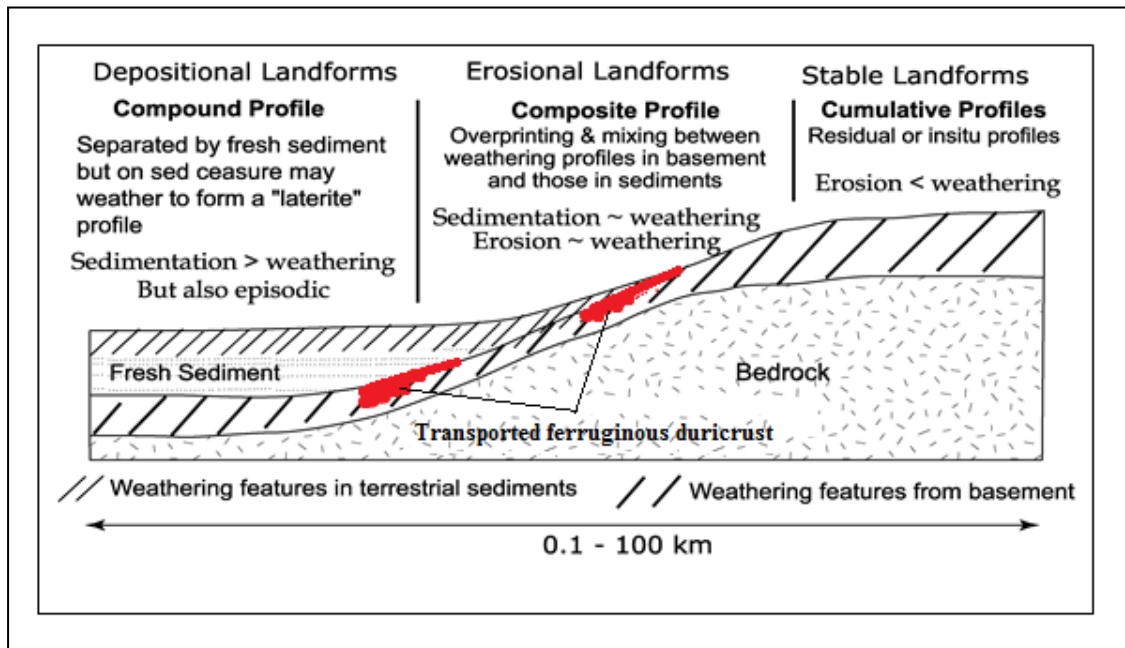 Depositional Landforms
Compound Profile
Separated by fresh sediment
but on sed ceasure may
weather to form a "laterite"
profile
Sedimentation > weathering
But also episodic
Erosional Landforms
Composite Profile
Overprinting & mixing between
weathering profiles in basement
and those in sediments
Sedimentation ~ weathering
Erosion ~ weathering
Stable Landforms
Cumulative Profiles
Residual or insitu profiles
Erosion < weathering
Fresh Sediment
Bedrock
Transported ferruginous duricrust
Weathering features in terrestrial sediments
Weathering features from basement
0.1 - 100 km